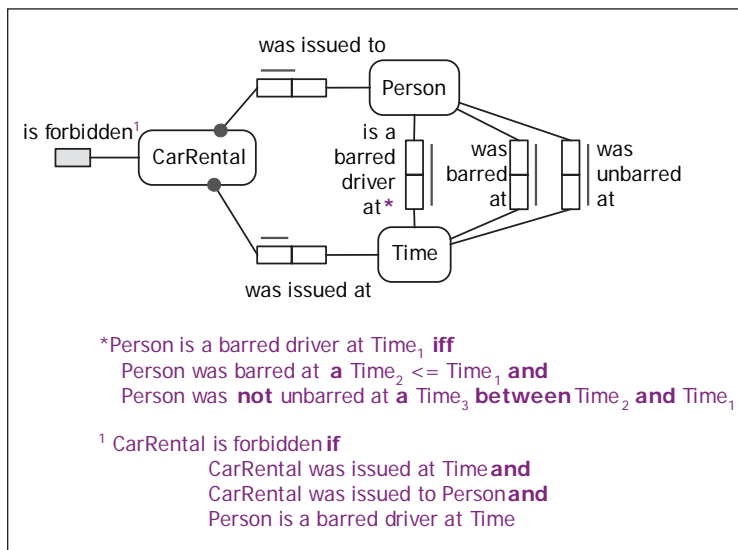 was issued to
Person
is forbidden¹
CarRental
is a
barred
driver
at*
was
barred
at
was
unbarred
at
Time
was issued at
*Person is a barred driver at Time₁ iff
Person was barred at a Time₂ <= Time₁ and
Person was not unbarred at a Time₃ between Time₂ and Time₁
¹ CarRental is forbidden if
CarRental was issued at Time and
CarRental was issued to Person and
Person is a barred driver at Time